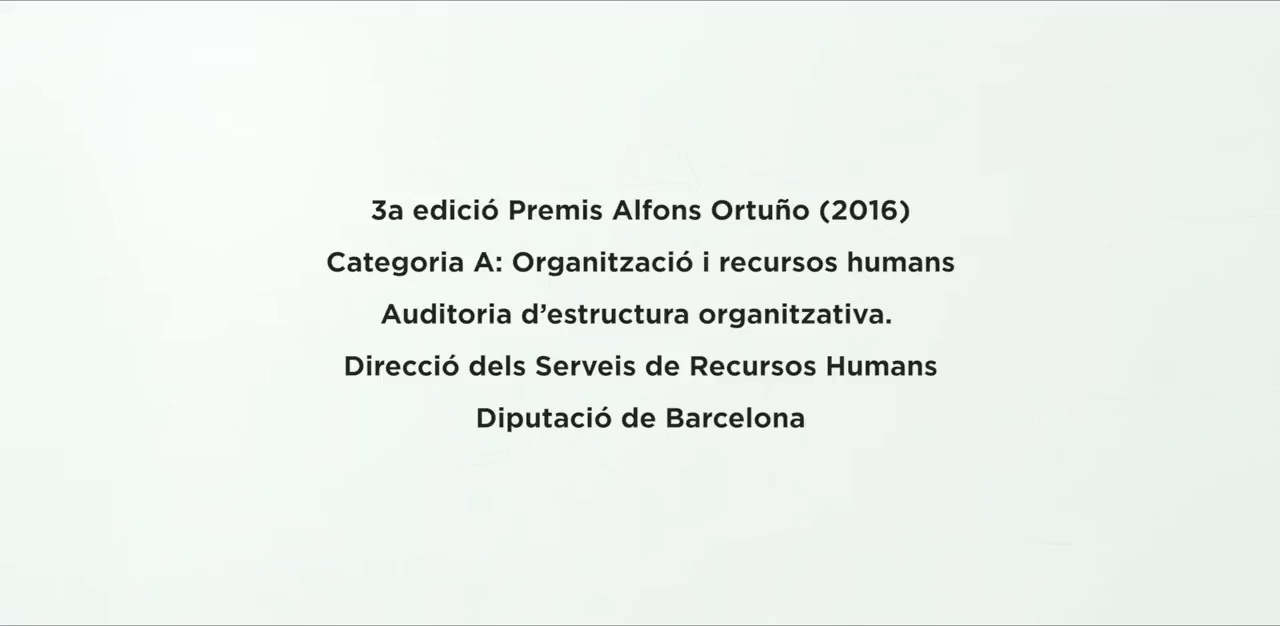 3a edició Premis Alfons Ortuño (2016)
Categoria A: Organització i recursos humans
Auditoria d’estructura organitzativa.
Direcció dels Serveis de Recursos Humans
Diputació de Barcelona